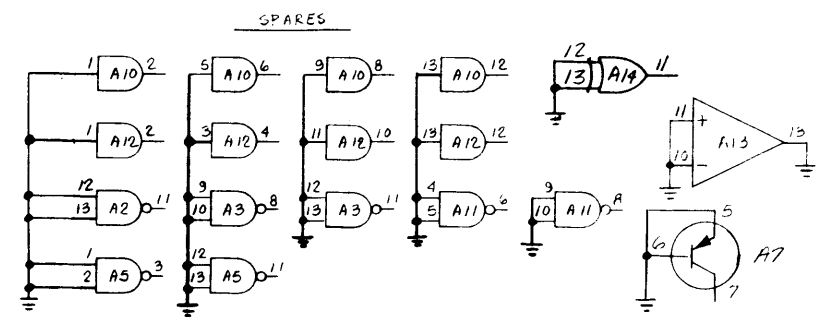 SPARES
1 A10 2
5 A10 6
9 A10 8
13 A10 12
12
13 A14 11
1 A12 2
3 A12 4
11 A12 10
13 A12 12
11 +
A13 13
10 −
12
13 A2 11
9
10 A3 8
12
13 A3 11
4
5 A11 6
9
10 A11 8
5
6 A7
7
1
2 A5 3
12
13 A5 11